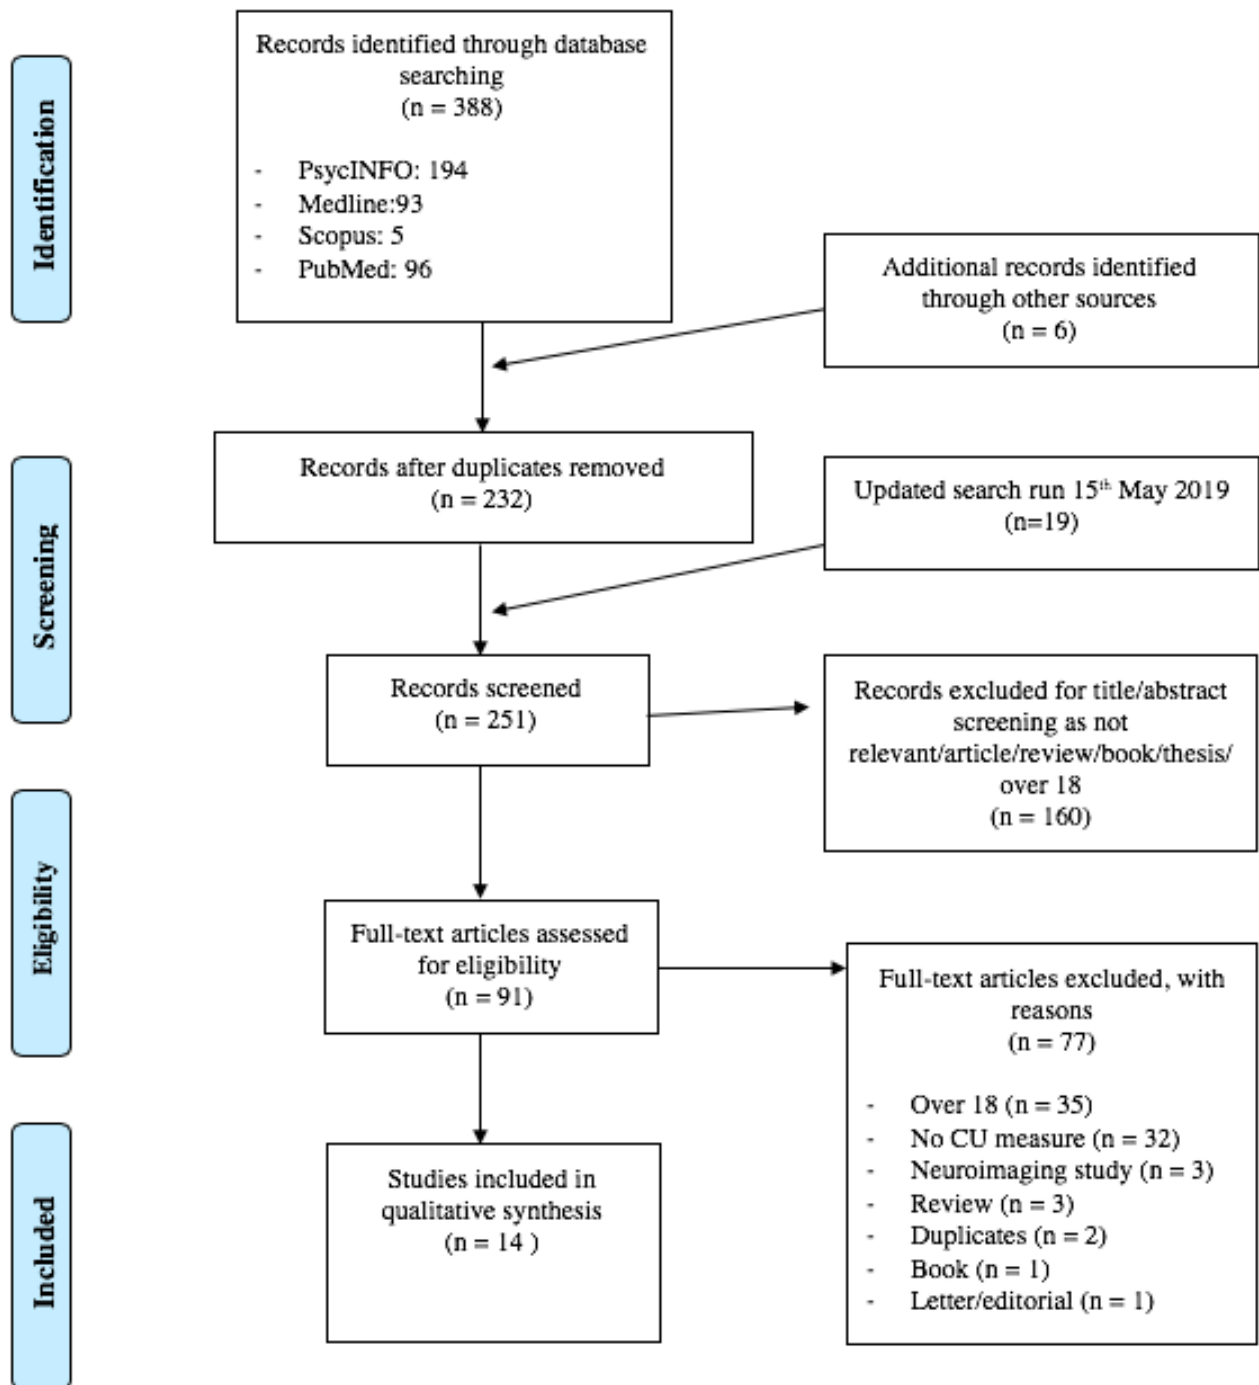 Identification
Records identified through database
searching
(n = 388)
- PsycINFO: 194
- Medline:93
- Scopus: 5
- PubMed: 96
Additional records identified
through other sources
(n = 6)
Screening
Records after duplicates removed
(n = 232)
Updated search run 15th May 2019
(n=19)
Records screened
(n = 251)
Records excluded for title/abstract
screening as not
relevant/article/review/book/thesis/
over 18
(n = 160)
Eligibility
Full-text articles assessed
for eligibility
(n = 91)
Full-text articles excluded, with
reasons
(n = 77)
- Over 18 (n = 35)
- No CU measure (n = 32)
- Neuroimaging study (n = 3)
- Review (n = 3)
- Duplicates (n = 2)
- Book (n = 1)
- Letter/editorial (n = 1)
Included
Studies included in
qualitative synthesis
(n = 14 )